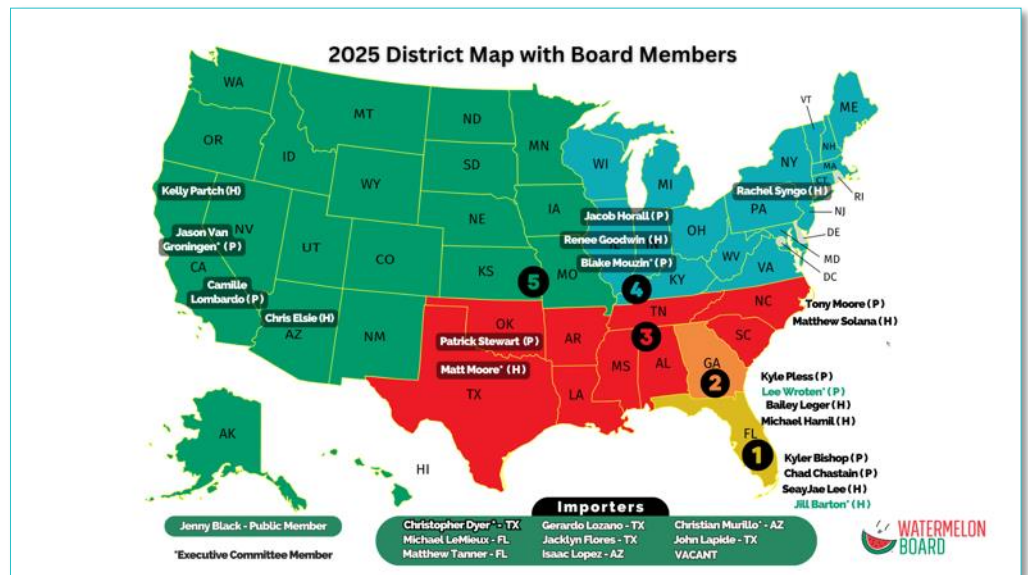 2025 District Map with Board Members
WA
MT
ND
MN
OR
ID
SD
WY
WI
MI
VT
ME
NH
NY
MA
CT
RI
Kelly Partch (H)
Rachel Syngo (H)
PA
NJ
NE
IA
Jacob Horall ( P )
OH
Jason Van
Groningen* ( P )
NV
UT
CO
Renee Goodwin ( H )
IL
IN
DE
MD
DC
WV
VA
CA
KS
MO
Blake Mouzin* ( P )
KY
5
4
Camille
Lombardo ( P )
Chris Elsie (H)
AZ
NM
OK
AR
TN
NC
Tony Moore ( P )
Matthew Solana ( H )
3
SC
Patrick Stewart (P)
Matt Moore* ( H )
TX
LA
MS
AL
GA
2
Kyle Pless ( P )
Lee Wroten* ( P )
Bailey Leger ( H )
Michael Hamil ( H )
AK
HI
FL
1
Kyler Bishop ( P )
Chad Chastain ( P )
SeayJae Lee ( H )
Jill Barton* ( H )
Importers
Jenny Black - Public Member
*Executive Committee Member
Christopher Dyer* - TX
Michael LeMieux - FL
Matthew Tanner - FL
Gerardo Lozano - TX
Jacklyn Flores - TX
Isaac Lopez - AZ
Christian Murillo* - AZ
John Lapide - TX
VACANT
WATERMELON
BOARD